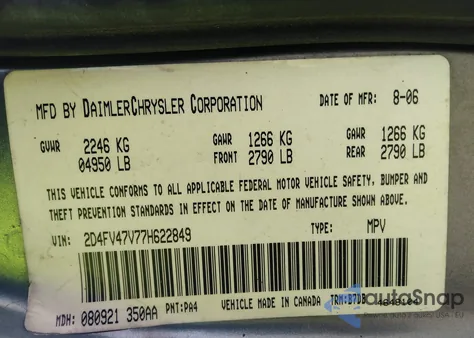 MFD BY DAIMLERCHRYSLER CORPORATION DATE OF MFR: 8-06
GVWR 2246 KG GAWR 1266 KG GAWR 1266 KG
04950 LB FRONT 2790 LB REAR 2790 LB
THIS VEHICLE CONFORMS TO ALL APPLICABLE FEDERAL MOTOR VEHICLE SAFETY, BUMPER AND
THEFT PREVENTION STANDARDS IN EFFECT ON THE DATE OF MANUFACTURE SHOWN ABOVE.
VIN: 2D4FV47V77H622849 TYPE: MPV
MDH: 080921 350AA PNT: PA4 VEHICLE MADE IN CANADA TRM: B7DB
autoSnap